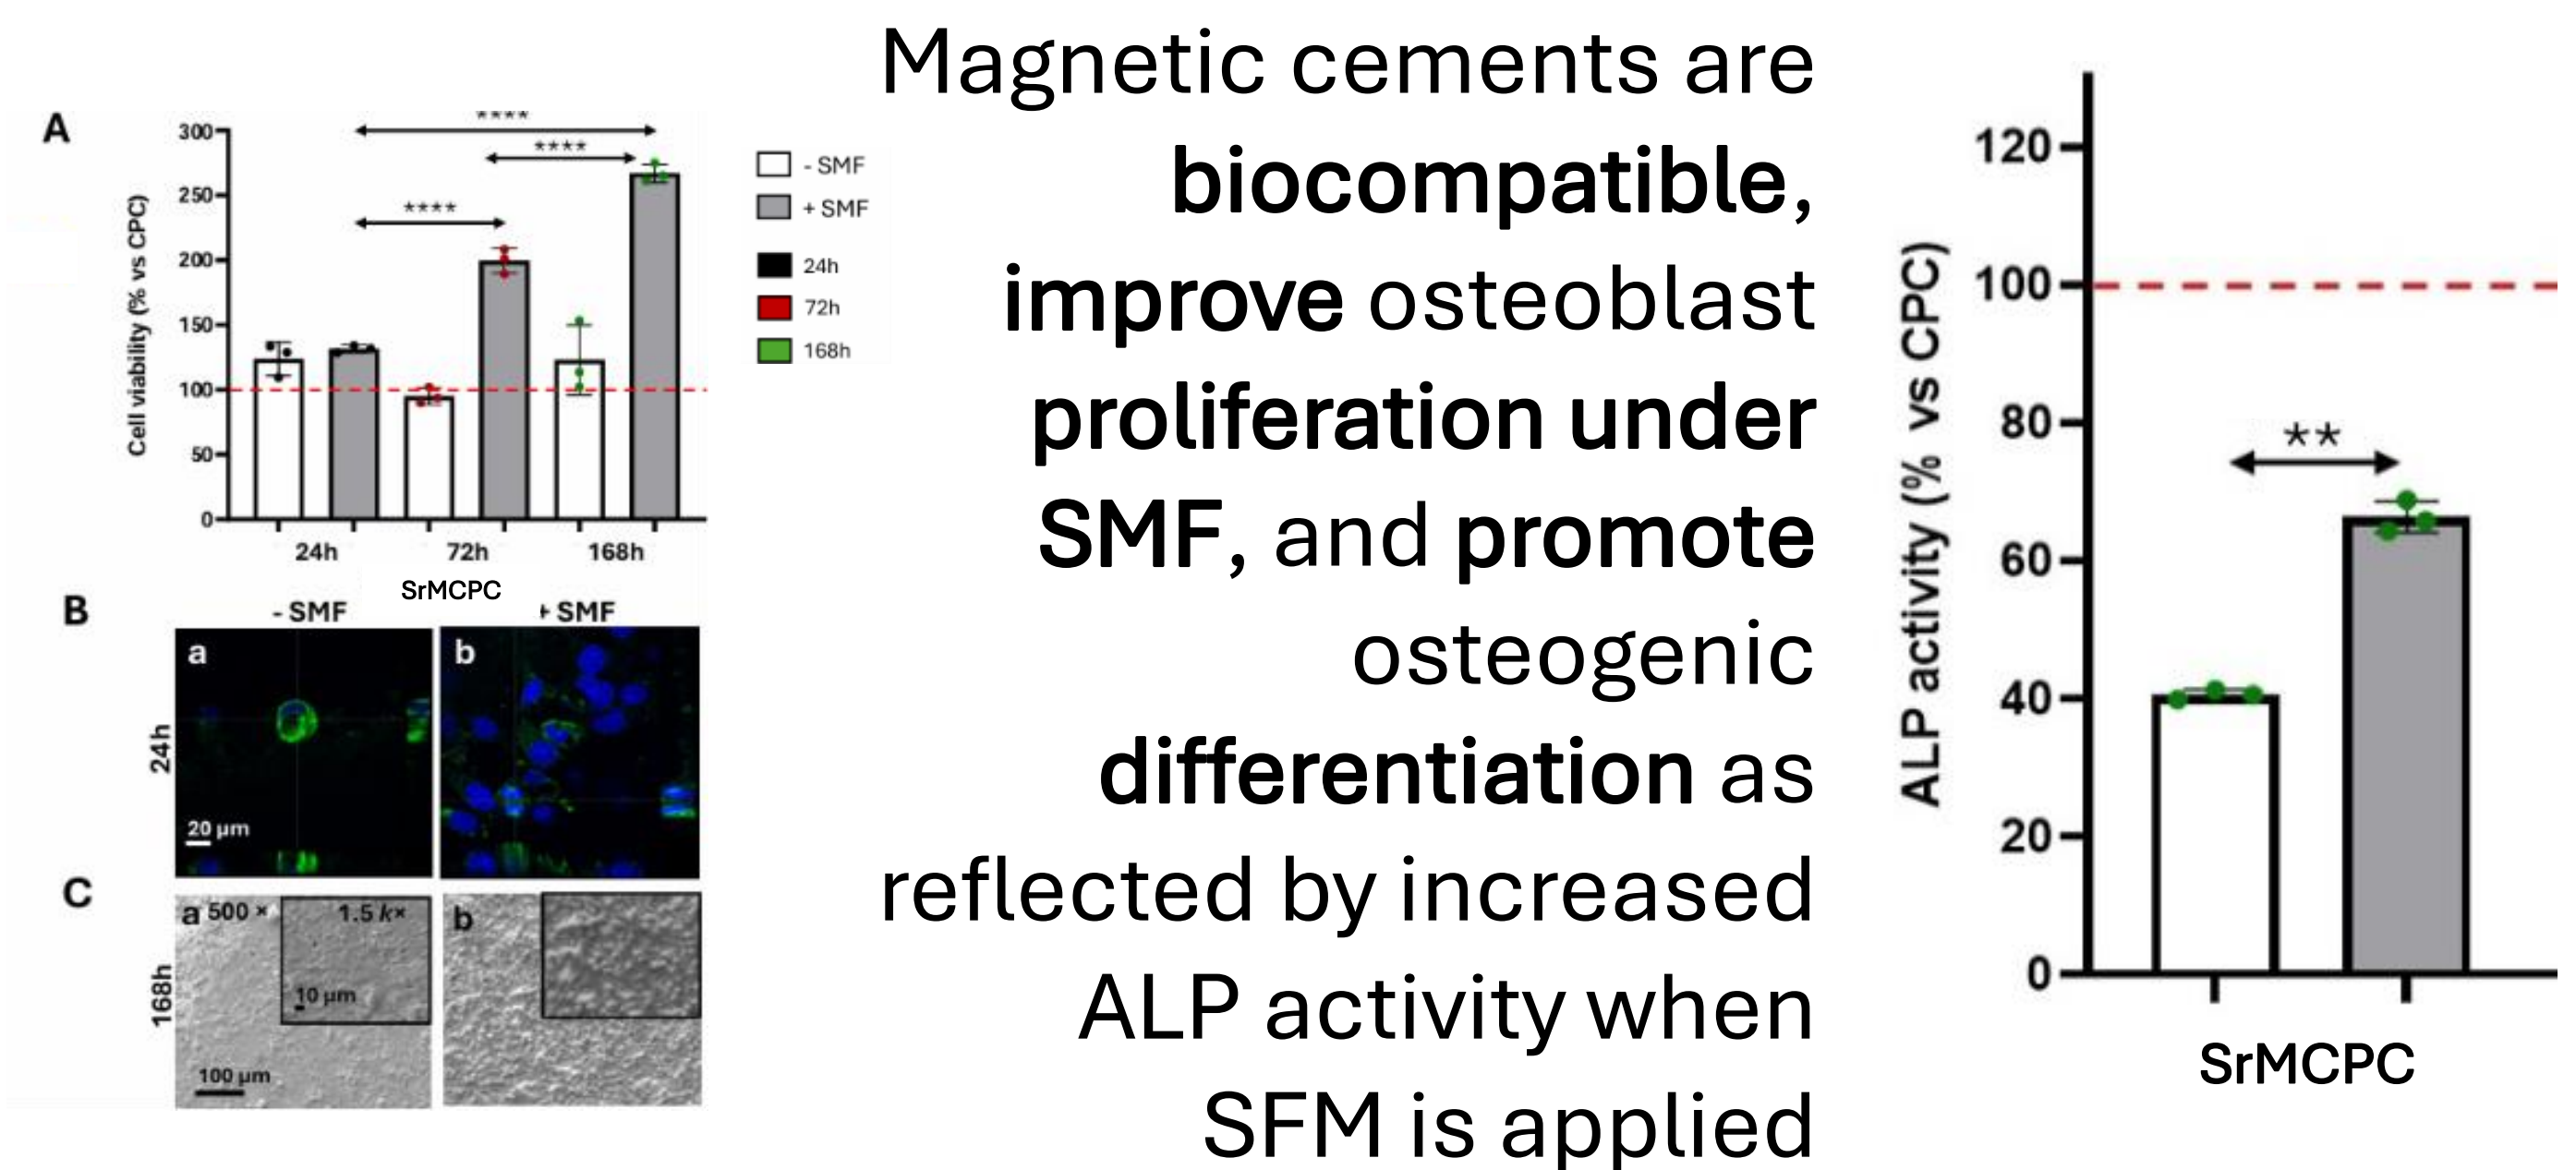 A
****
****
****
300
250
200
150
100
50
0
Cell viability (% vs CPC)
24h
72h
168h
SrMCPC
- SMF
+ SMF
24h
72h
168h
B
- SMF
+ SMF
a
b
24h
20 µm
C
a 500 ×
1.5 k×
b
168h
10 µm
100 µm
Magnetic cements are
biocompatible,
improve osteoblast
proliferation under
SMF, and promote
osteogenic
differentiation as
reflected by increased
ALP activity when
SFM is applied
ALP activity (% vs CPC)
120
100
80
60
40
20
0
**
SrMCPC